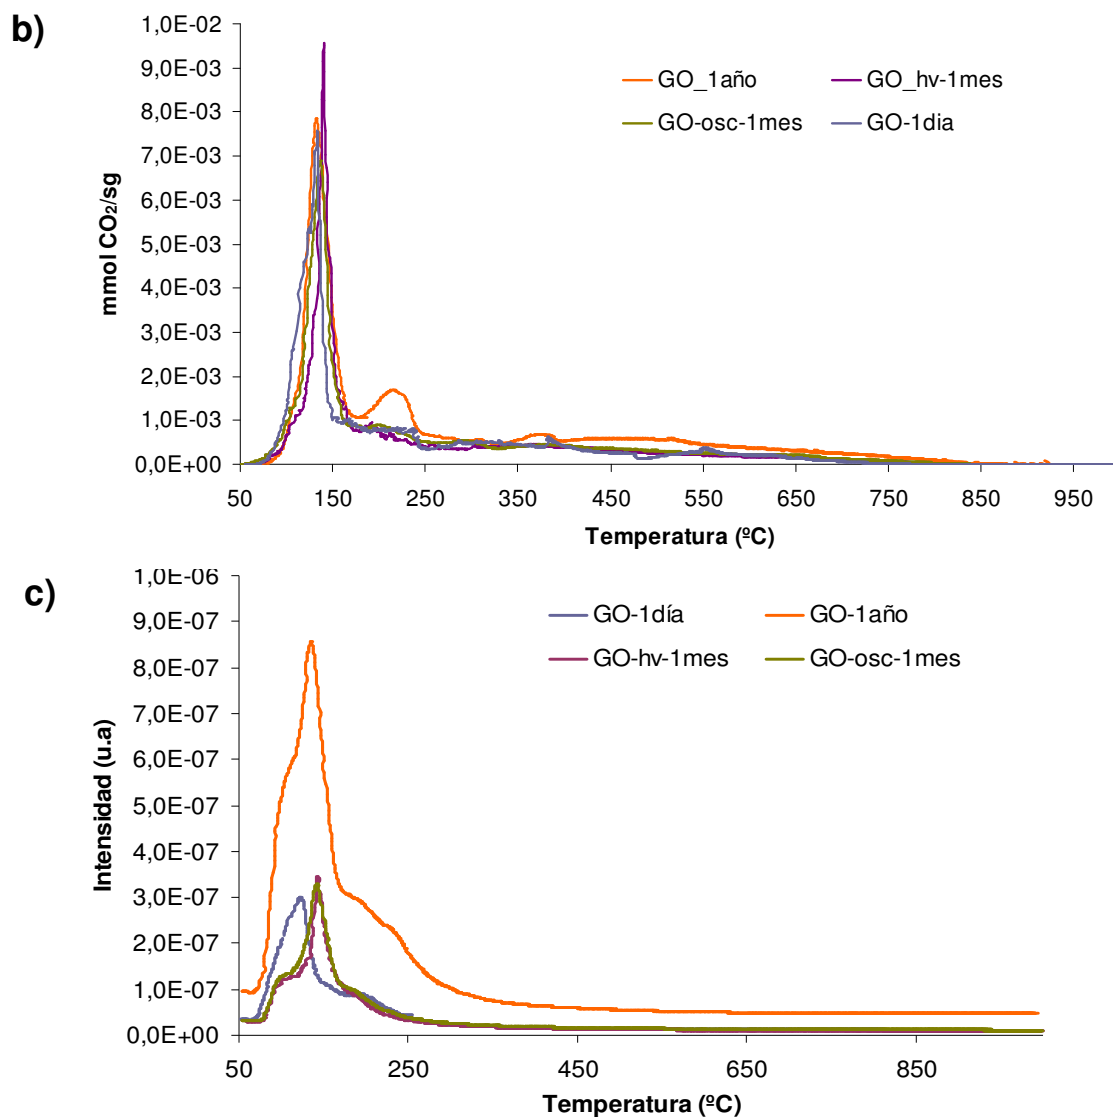 b)
1,0E-02
9,0E-03
8,0E-03
7,0E-03
6,0E-03
5,0E-03
4,0E-03
3,0E-03
2,0E-03
1,0E-03
0,0E+00
mmol CO2/sg
GO_1año GO_hv-1mes
GO-osc-1mes GO-1dia
50 150 250 350 450 550 650 750 850 950
Temperatura (ºC)
c)
1,0E-06
9,0E-07
8,0E-07
7,0E-07
6,0E-07
5,0E-07
4,0E-07
3,0E-07
2,0E-07
1,0E-07
0,0E+00
Intensidad (u.a)
GO-1día GO-1año
GO-hv-1mes GO-osc-1mes
50 250 450 650 850
Temperatura (ºC)